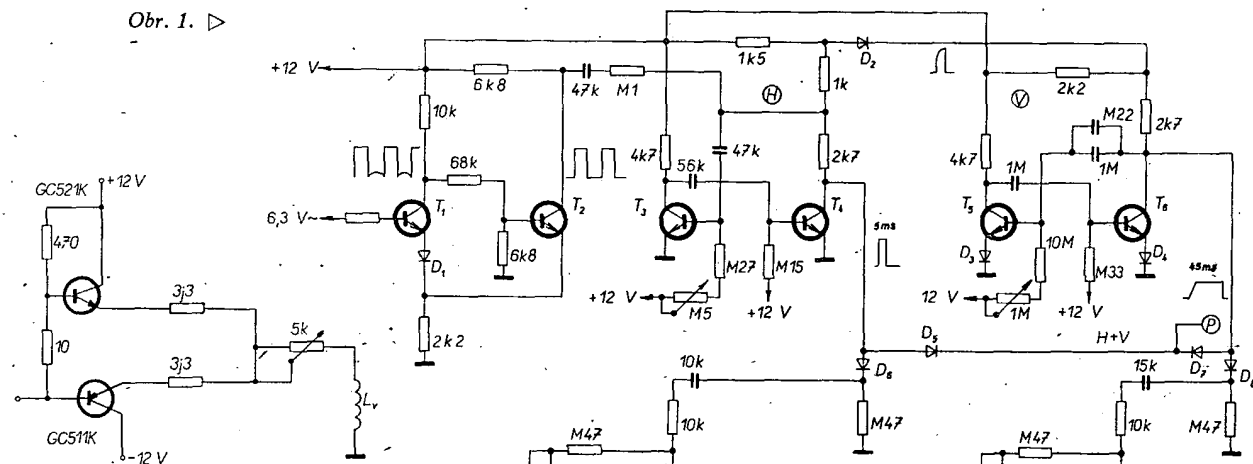 Obr. 1. ▷
+12 V
6k8
47k
M1
1k5
D2
1k
H
2k2
V
M22
2k7
10k
4k7
47k
2k7
4k7
1M
1M
68k
56k
GC521K
+12 V
6,3 V~
T1
T2
T3
T4
T5
T6
470
D1
6k8
M27
M15
5ms
D3
10M
D4
M33
3j3
+12 V
M5
+12 V
12 V
1M
+12 V
45ms
10
5k
2k2
D5
H+V
P
D7
3j3
10k
D6
15k
Lv
10k
M47
10k
M47
GC511K
-12 V
M47
M47